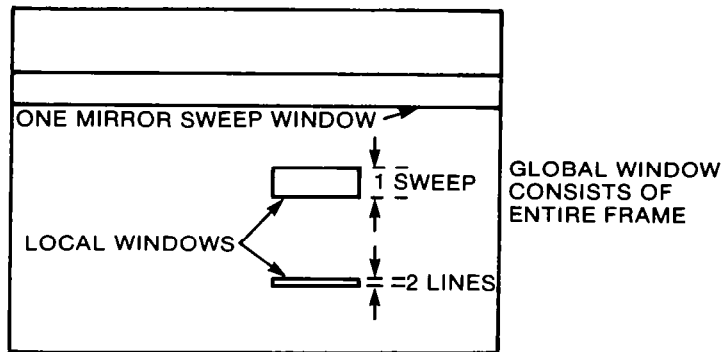 ONE MIRROR SWEEP WINDOW
1 SWEEP
LOCAL WINDOWS
=2 LINES
GLOBAL WINDOW
CONSISTS OF
ENTIRE FRAME